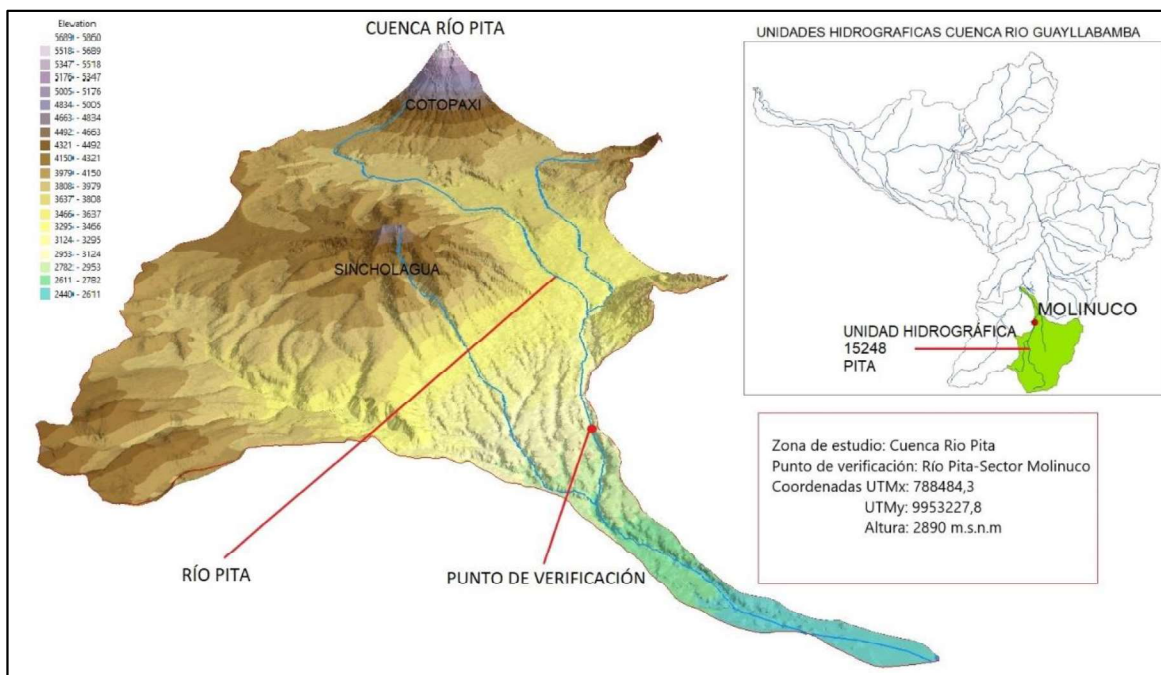 Elevation
5689 - 5850
5518 - 5689
5347 - 5518
5176 - 5347
5005 - 5176
4834 - 5005
4663 - 4834
4492 - 4663
4321 - 4492
4150 - 4321
3979 - 4150
3808 - 3979
3637 - 3808
3466 - 3637
3295 - 3466
3124 - 3295
2953 - 3124
2782 - 2953
2611 - 2782
2440 - 2611
CUENCA RÍO PITA
COTOPAXI
SINCHOLAGUA
RÍO PITA
PUNTO DE VERIFICACIÓN
UNIDADES HIDROGRAFICAS CUENCA RIO GUAYLLABAMBA
MOLINUCO
UNIDAD HIDROGRÁFICA
15248
PITA
Zona de estudio: Cuenca Rio Pita
Punto de verificación: Río Pita-Sector Molinuco
Coordenadas UTMx: 788484,3
UTMy: 9953227,8
Altura: 2890 m.s.n.m